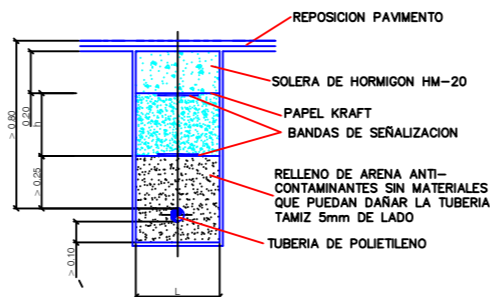 REPOSICION PAVIMENTO
SOLERA DE HORMIGON HM-20
PAPEL KRAFT
BANDAS DE SEÑALIZACION
RELLENO DE ARENA ANTI-
CONTAMINANTES SIN MATERIALES
QUE PUEDAN DAÑAR LA TUBERIA
TAMIZ 5mm DE LADO
TUBERIA DE POLIETILENO
> 0.80
0.20
h
> 0.25
> 0.10
L